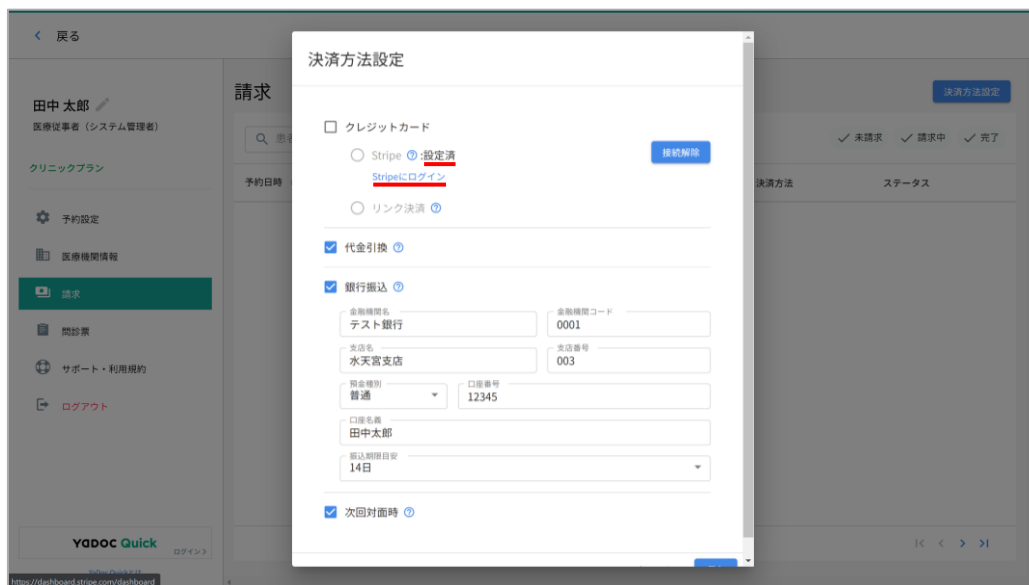 戻る
田中 太郎
医療従事者（システム管理者）
クリニックプラン
予約設定
医療機関情報
請求
問診票
サポート・利用規約
ログアウト
YaDOC Quick
ログイン
https://dashboard.stripe.com/dashboard
請求
決済方法設定
未請求
請求中
完了
予約日時
決済方法
ステータス
決済方法設定
クレジットカード
Stripe :設定済
接続解除
Stripeにログイン
リンク決済
代金引換
銀行振込
金融機関名
テスト銀行
金融機関コード
0001
支店名
水天宮支店
支店番号
003
預金種別
普通
口座番号
12345
口座名義
田中太郎
振込期限目安
14日
次回対面時